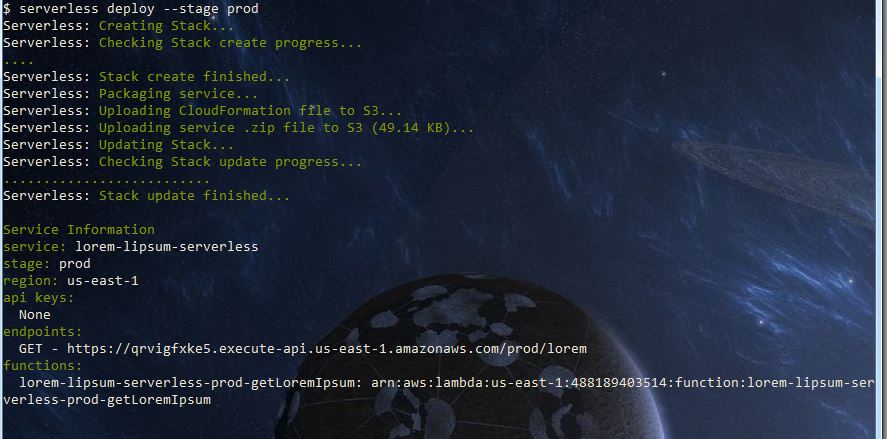 $ serverless deploy --stage prod
Serverless: Creating Stack...
Serverless: Checking Stack create progress...
....
Serverless: Stack create finished...
Serverless: Packaging service...
Serverless: Uploading CloudFormation file to S3...
Serverless: Uploading service .zip file to S3 (49.14 KB)...
Serverless: Updating Stack...
Serverless: Checking Stack update progress...
..........................
Serverless: Stack update finished...
Service Information
service: lorem-lipsum-serverless
stage: prod
region: us-east-1
api keys:
  None
endpoints:
  GET - https://qrvigfxke5.execute-api.us-east-1.amazonaws.com/prod/lorem
functions:
  lorem-lipsum-serverless-prod-getLoremIpsum: arn:aws:lambda:us-east-1:488189403514:function:lorem-lipsum-ser
verless-prod-getLoremIpsum